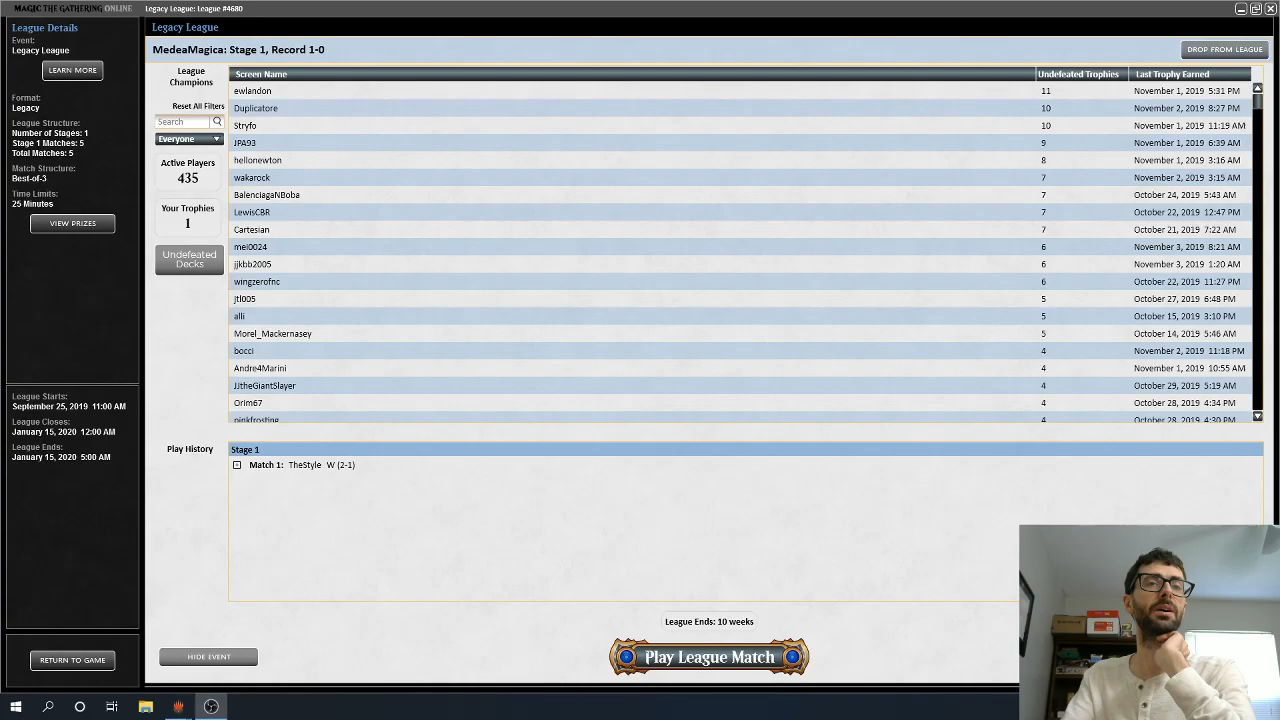 MAGIC THE GATHERING ONLINE
Legacy League: League #4680
League Details
Event:
Legacy League
LEARN MORE
Format:
Legacy
League Structure:
Number of Stages: 1
Stage 1 Matches: 5
Total Matches: 5
Match Structure:
Best-of-3
Time Limits:
25 Minutes
VIEW PRIZES
League Starts:
September 25, 2019 11:00 AM
League Closes:
January 15, 2020 12:00 AM
League Ends:
January 15, 2020 5:00 AM
RETURN TO GAME
Legacy League
MedeaMagica: Stage 1, Record 1-0
DROP FROM LEAGUE
League
Champions
Reset All Filters
Search
Everyone
Active Players
435
Your Trophies
1
Undefeated
Decks
Screen Name Undefeated Trophies Last Trophy Earned
ewlandon 11 November 1, 2019 5:31 PM
Duplicatore 10 November 2, 2019 8:27 PM
Stryfo 10 November 1, 2019 11:19 AM
JPA93 9 November 1, 2019 6:39 AM
hellonewton 8 November 1, 2019 3:16 AM
wakarock 7 November 2, 2019 3:15 AM
BalenciagaNBoba 7 October 24, 2019 5:43 AM
LewisCBR 7 October 22, 2019 12:47 PM
Cartesian 7 October 21, 2019 7:22 AM
mei0024 6 November 3, 2019 8:21 AM
jjkbb2005 6 November 3, 2019 1:20 AM
wingzerofnc 6 October 22, 2019 11:27 PM
jtl005 5 October 27, 2019 6:48 PM
alli 5 October 15, 2019 3:10 PM
Morel_Mackernasey 5 October 14, 2019 5:46 AM
bocci 4 November 2, 2019 11:18 PM
Andre4Marini 4 November 1, 2019 10:55 AM
JJtheGiantSlayer 4 October 29, 2019 5:19 AM
Orim67 4 October 28, 2019 4:34 PM
pinkfrosting 4 October 28, 2019 4:30 PM
Play History
Stage 1
Match 1: TheStyle W (2-1)
League Ends: 10 weeks
HIDE EVENT
Play League Match